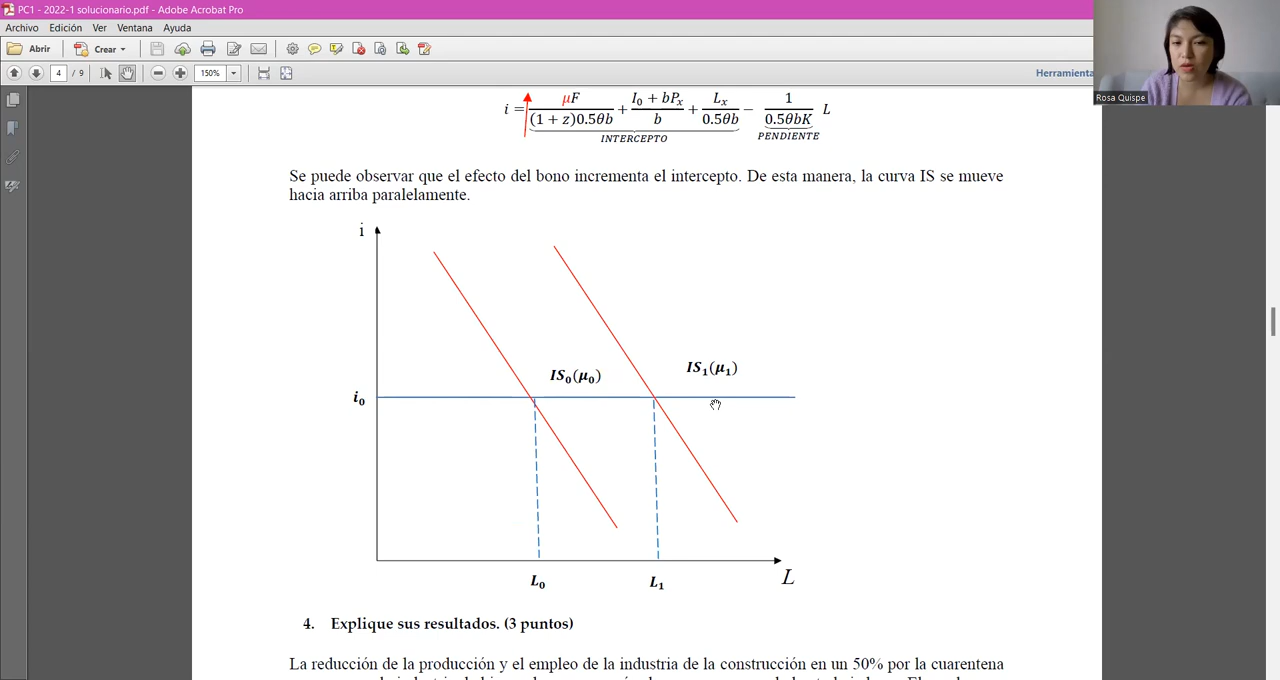 PC1 - 2022-1 solucionario.pdf - Adobe Acrobat Pro
Archivo Edición Ver Ventana Ayuda
Abrir Crear
4 / 9 150% Herramienta
Rosa Quispe
i = μF / (1 + z)0.5θb + I₀ + bPₓ / b + Lₓ / 0.5θb − 1 / 0.5θbK L
INTERCEPTO PENDIENTE
Se puede observar que el efecto del bono incrementa el intercepto. De esta manera, la curva IS se mueve
hacia arriba paralelamente.
i
IS₀(μ₀) IS₁(μ₁)
i₀
L₀ L₁ L
4. Explique sus resultados. (3 puntos)
La reducción de la producción y el empleo de la industria de la construcción en un 50% por la cuarentena